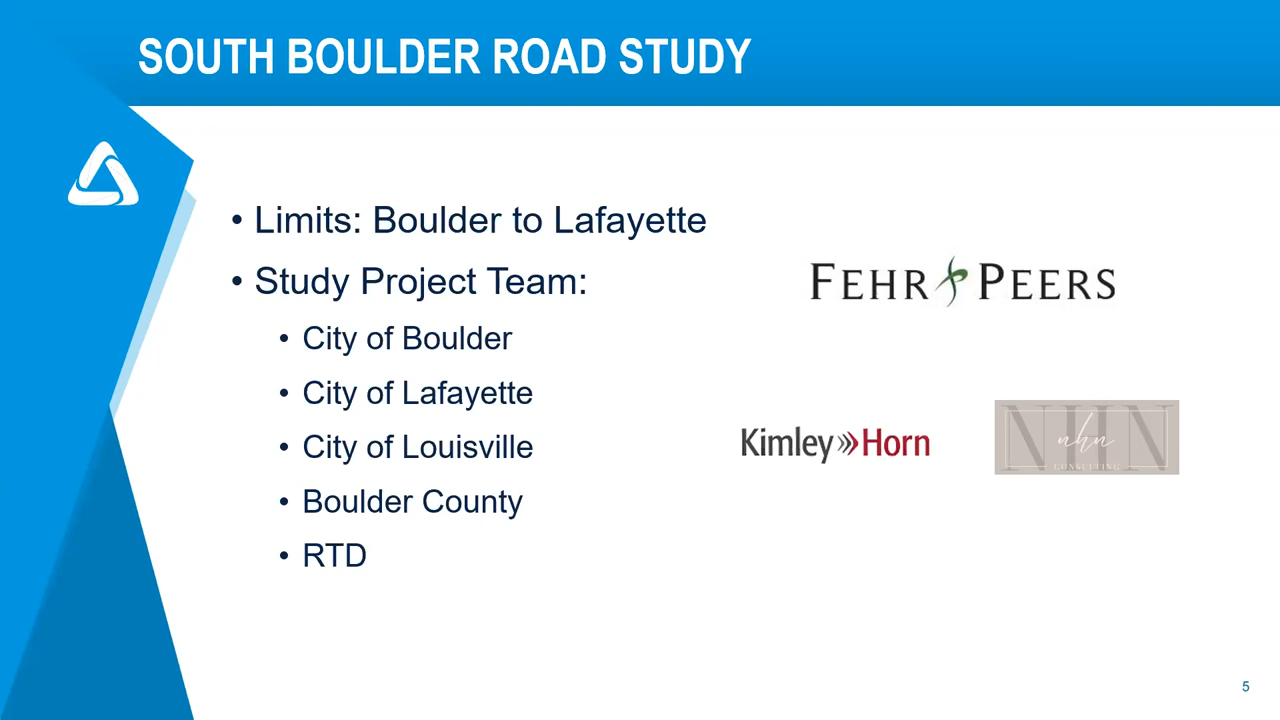 SOUTH BOULDER ROAD STUDY
• Limits: Boulder to Lafayette
• Study Project Team:
• City of Boulder
• City of Lafayette
• City of Louisville
• Boulder County
• RTD
FEHR PEERS
Kimley Horn
NHN
nhn
CONSULTING
5